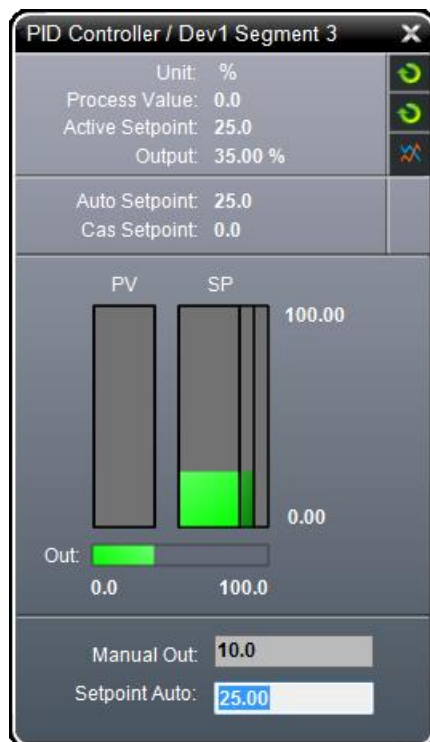 PID Controller / Dev1 Segment 3
Unit: %
Process Value: 0.0
Active Setpoint: 25.0
Output: 35.00 %
Auto Setpoint: 25.0
Cas Setpoint: 0.0
PV SP
100.00
0.00
Out:
0.0 100.0
Manual Out: 10.0
Setpoint Auto: 25.00